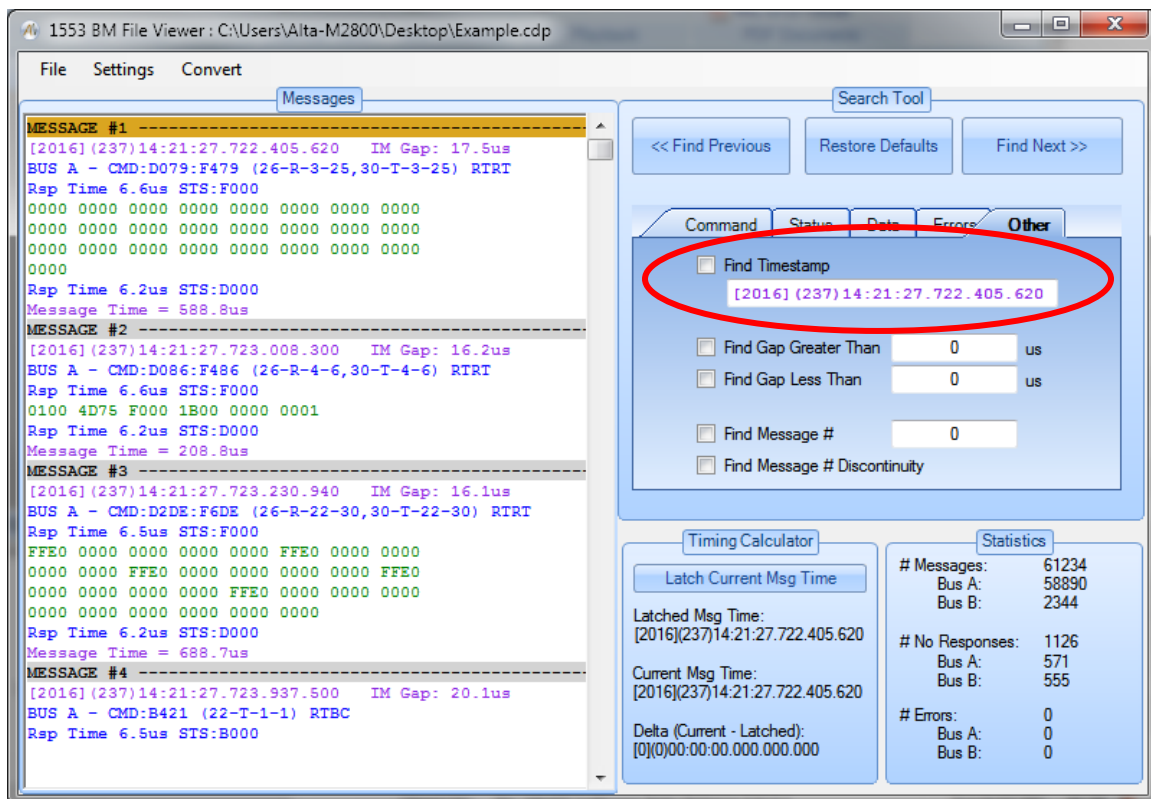 1553 BM File Viewer : C:\Users\Alta-M2800\Desktop\Example.cdp
File Settings Convert
Messages
MESSAGE #1 --------------------------------------------
[2016](237)14:21:27.722.405.620 IM Gap: 17.5us
BUS A - CMD:D079:F479 (26-R-3-25,30-T-3-25) RTRT
Rsp Time 6.6us STS:F000
0000 0000 0000 0000 0000 0000 0000 0000
0000 0000 0000 0000 0000 0000 0000 0000
0000 0000 0000 0000 0000 0000 0000 0000
0000
Rsp Time 6.2us STS:D000
Message Time = 588.8us
MESSAGE #2 --------------------------------------------
[2016](237)14:21:27.723.008.300 IM Gap: 16.2us
BUS A - CMD:D086:F486 (26-R-4-6,30-T-4-6) RTRT
Rsp Time 6.6us STS:F000
0100 4D75 F000 1B00 0000 0001
Rsp Time 6.2us STS:D000
Message Time = 208.8us
MESSAGE #3 --------------------------------------------
[2016](237)14:21:27.723.230.940 IM Gap: 16.1us
BUS A - CMD:D2DE:F6DE (26-R-22-30,30-T-22-30) RTRT
Rsp Time 6.5us STS:F000
FFE0 0000 0000 0000 0000 FFE0 0000 0000
0000 0000 FFE0 0000 0000 0000 0000 FFE0
0000 0000 0000 0000 FFE0 0000 0000 0000
0000 0000 0000 0000 0000 0000
Rsp Time 6.2us STS:D000
Message Time = 688.7us
MESSAGE #4 --------------------------------------------
[2016](237)14:21:27.723.937.500 IM Gap: 20.1us
BUS A - CMD:B421 (22-T-1-1) RTBC
Rsp Time 6.5us STS:B000
Search Tool
<< Find Previous Restore Defaults Find Next >>
Command Status Data Errors Other
Find Timestamp
[2016](237)14:21:27.722.405.620
Find Gap Greater Than 0 us
Find Gap Less Than 0 us
Find Message # 0
Find Message # Discontinuity
Timing Calculator
Latch Current Msg Time
Latched Msg Time:
[2016](237)14:21:27.722.405.620
Current Msg Time:
[2016](237)14:21:27.722.405.620
Delta (Current - Latched):
[0](0)00:00:00.000.000.000
Statistics
# Messages: 61234
Bus A: 58890
Bus B: 2344
# No Responses: 1126
Bus A: 571
Bus B: 555
# Errors: 0
Bus A: 0
Bus B: 0